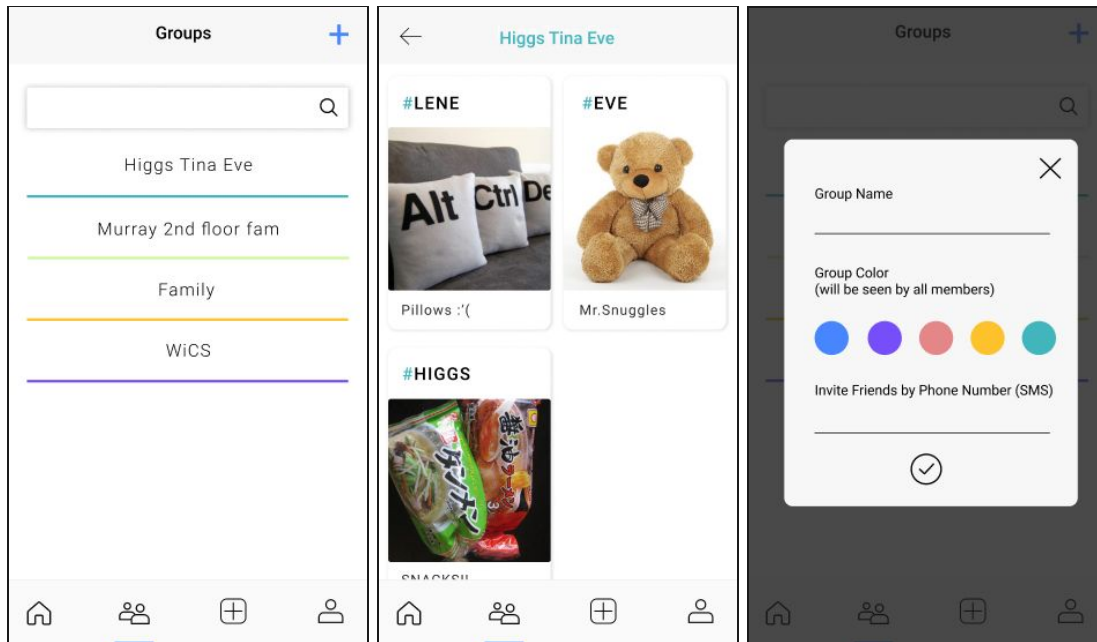 Groups
+
Higgs Tina Eve
Murray 2nd floor fam
Family
WiCS
Higgs Tina Eve
#LENE
Alt
Ctrl
De
Pillows :'(
#EVE
Mr.Snuggles
#HIGGS
SNACKS!!
Groups
+
Group Name
Group Color
(will be seen by all members)
Invite Friends by Phone Number (SMS)